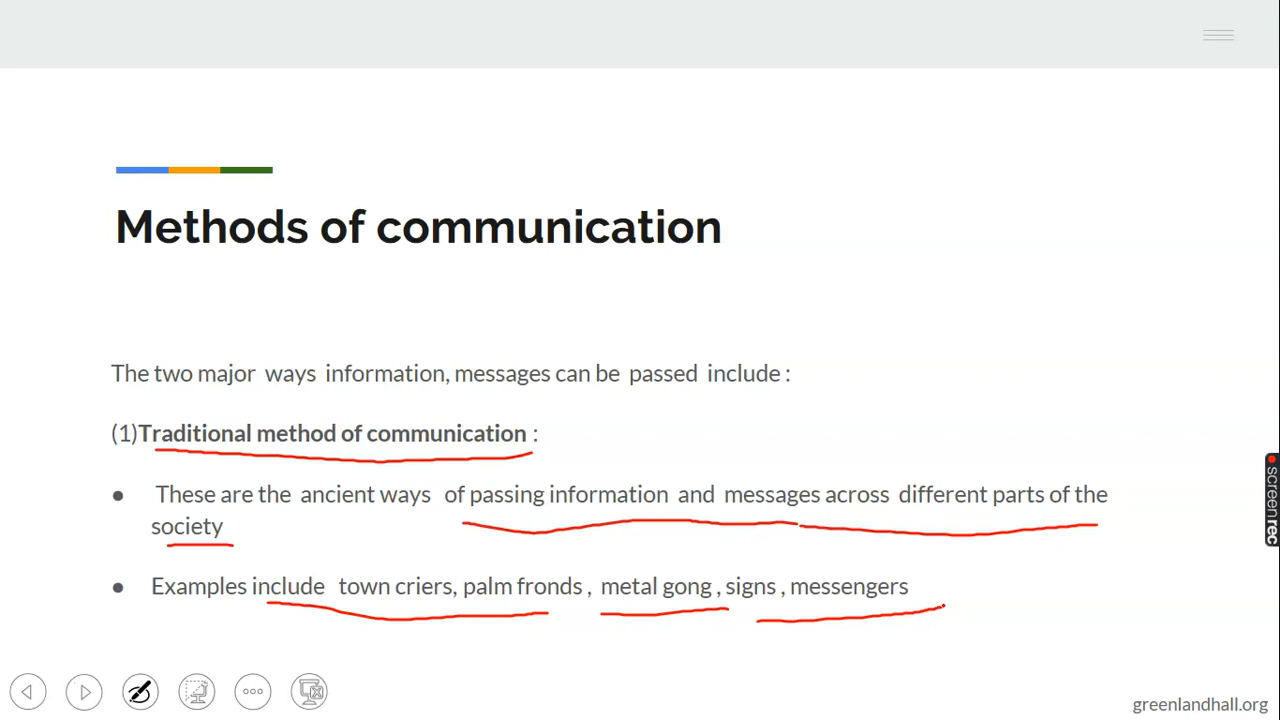 Methods of communication
The two major ways information, messages can be passed include :
(1)Traditional method of communication :
● These are the ancient ways of passing information and messages across different parts of the
society
● Examples include town criers, palm fronds , metal gong , signs , messengers
screenrec
greenlandhall.org